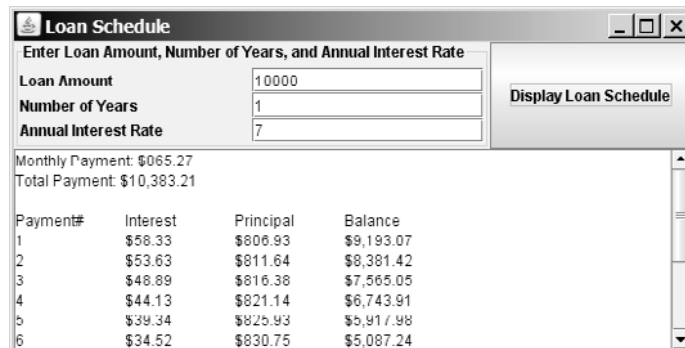 Loan Schedule
Enter Loan Amount, Number of Years, and Annual Interest Rate
Loan Amount 10000
Number of Years 1
Annual Interest Rate 7
Display Loan Schedule
Monthly Payment: $065.27
Total Payment: $10,383.21
Payment# Interest Principal Balance
1 $58.33 $806.93 $9,193.07
2 $53.63 $811.64 $8,381.42
3 $48.89 $816.38 $7,565.05
4 $44.13 $821.14 $6,743.91
5 $39.34 $825.93 $5,917.98
6 $34.52 $830.75 $5,087.24